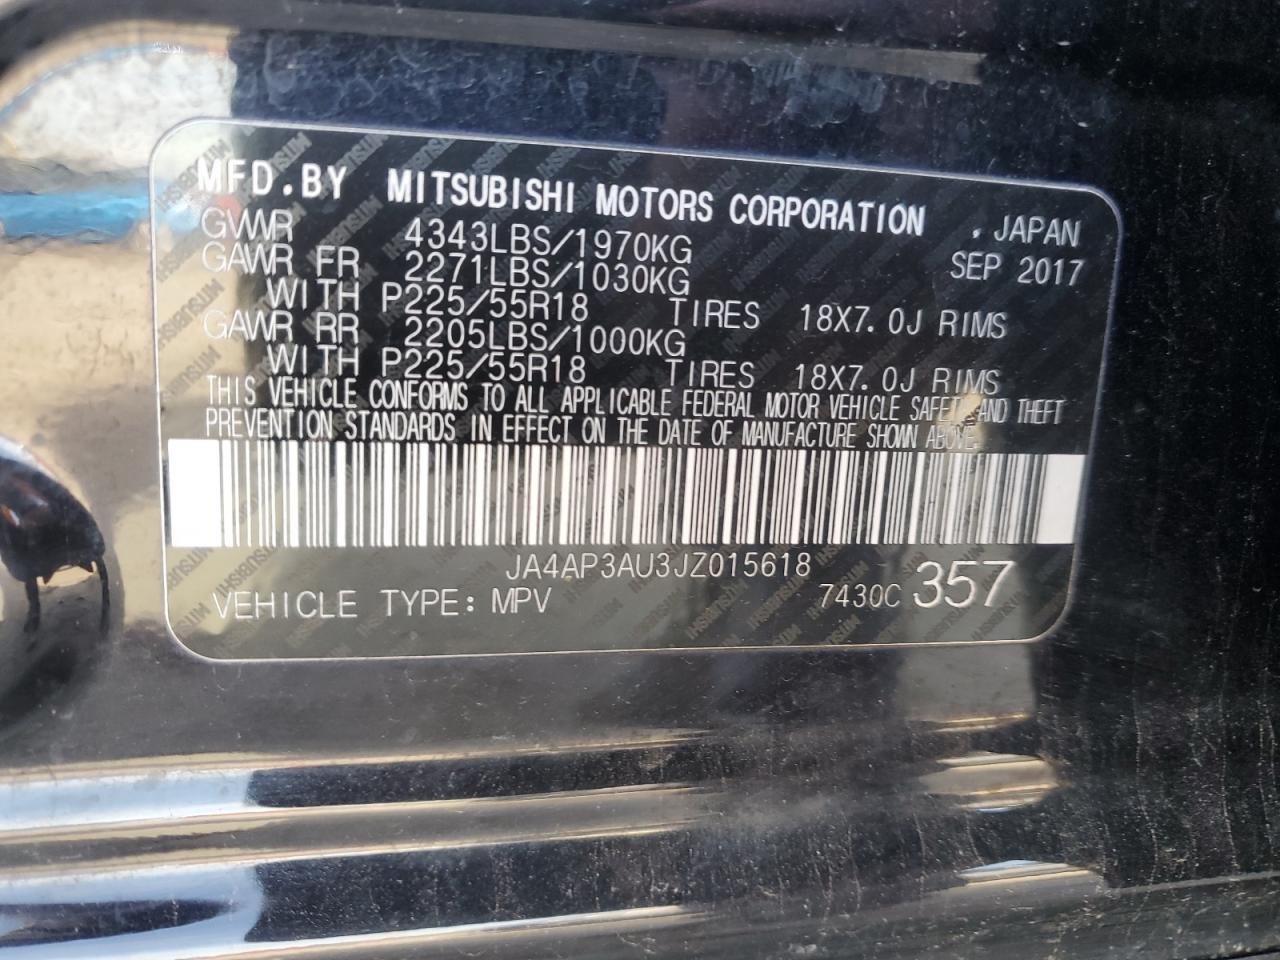 MFD.BY MITSUBISHI MOTORS CORPORATION , JAPAN
GVWR 4343LBS/1970KG SEP 2017
GAWR FR 2271LBS/1030KG
WITH P225/55R18 TIRES 18X7.0J RIMS
GAWR RR 2205LBS/1000KG
WITH P225/55R18 TIRES 18X7.0J RIMS
THIS VEHICLE CONFORMS TO ALL APPLICABLE FEDERAL MOTOR VEHICLE SAFETY AND THEFT
PREVENTION STANDARDS IN EFFECT ON THE DATE OF MANUFACTURE SHOWN ABOVE.
JA4AP3AU3JZ015618
VEHICLE TYPE: MPV 7430C 357